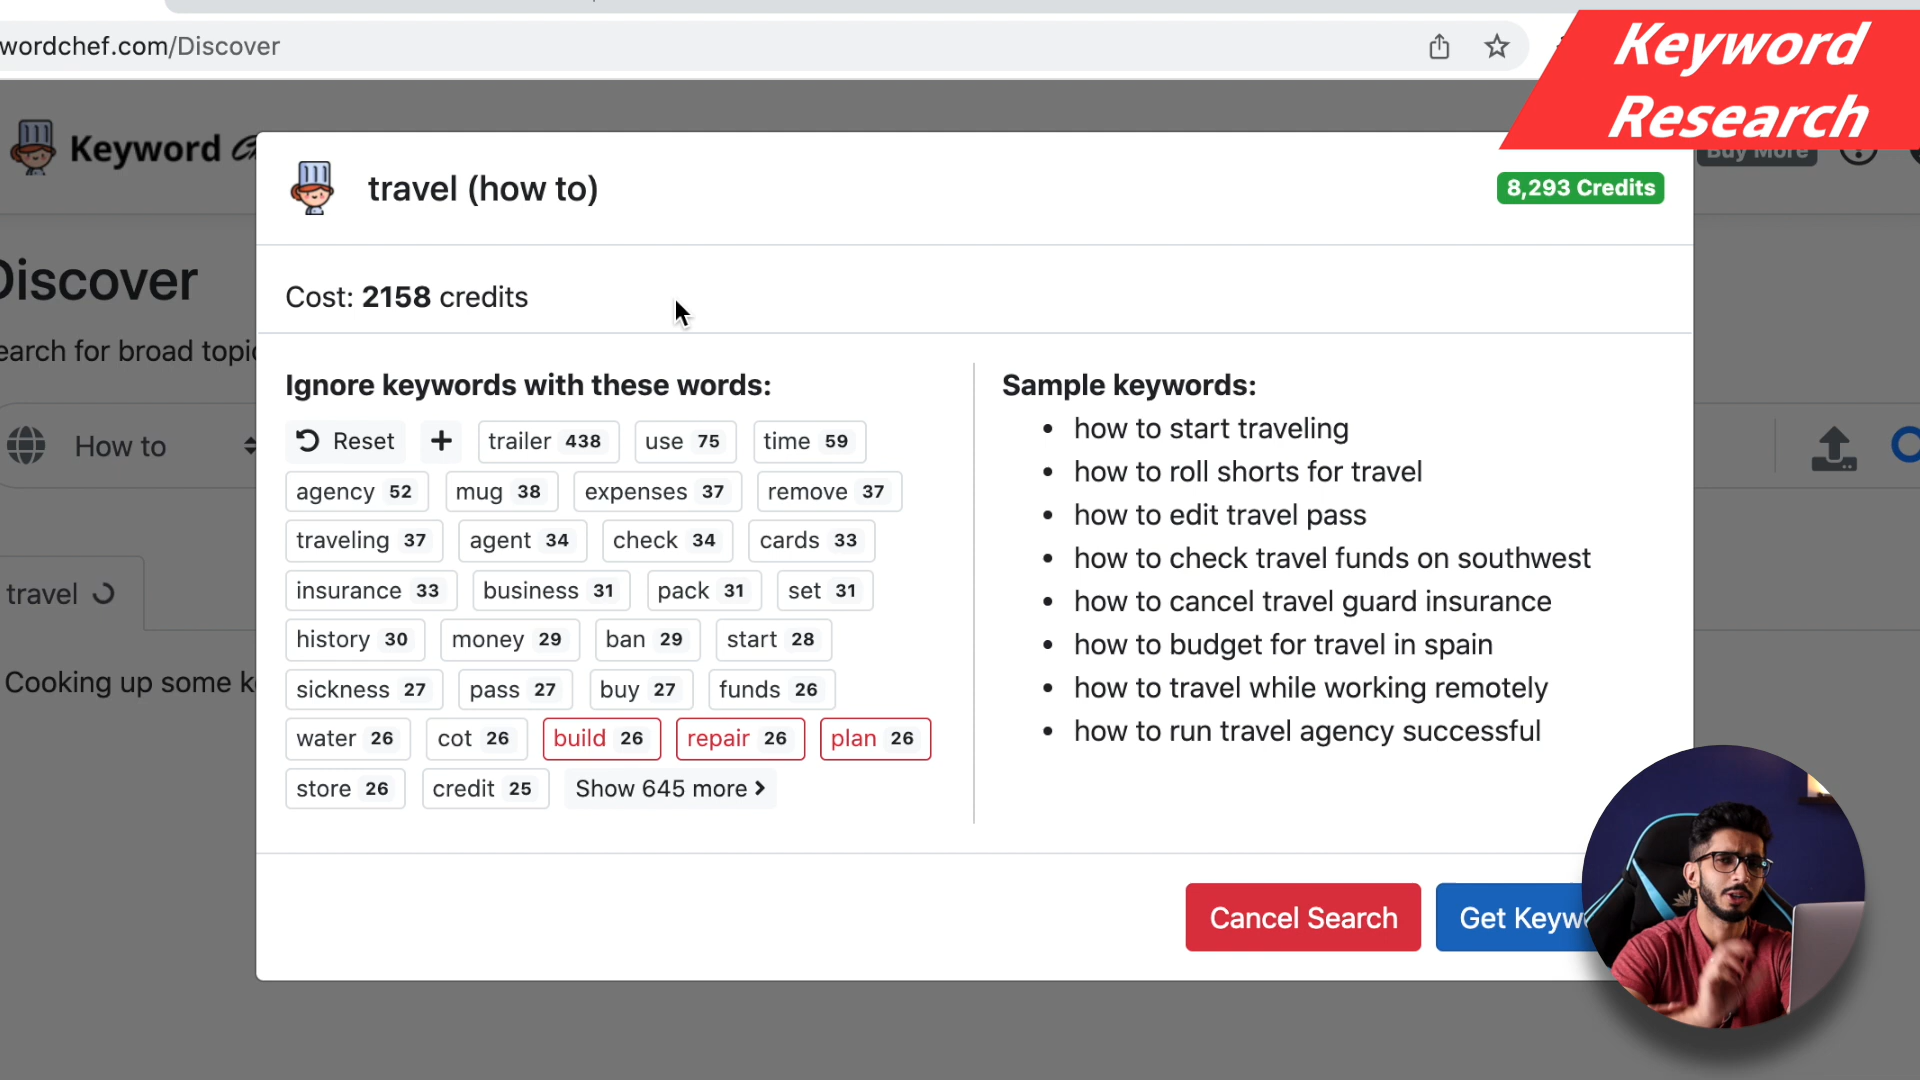 wordchef.com/Discover
Keyword
Research
Keyword
Buy More
travel (how to)
8,293 Credits
Discover
Cost: 2158 credits
earch for broad topic
Ignore keywords with these words:
Reset + trailer 438 use 75 time 59
agency 52 mug 38 expenses 37 remove 37
traveling 37 agent 34 check 34 cards 33
insurance 33 business 31 pack 31 set 31
history 30 money 29 ban 29 start 28
sickness 27 pass 27 buy 27 funds 26
water 26 cot 26 build 26 repair 26 plan 26
store 26 credit 25 Show 645 more
Sample keywords:
• how to start traveling
• how to roll shorts for travel
• how to edit travel pass
• how to check travel funds on southwest
• how to cancel travel guard insurance
• how to budget for travel in spain
• how to travel while working remotely
• how to run travel agency successful
How to
travel
Cooking up some k
Cancel Search
Get Keyw